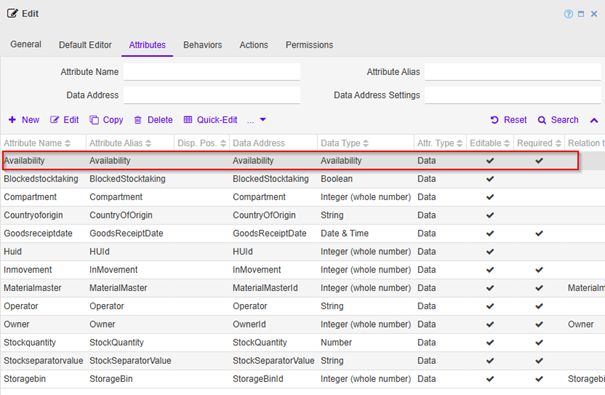 Edit
General Default Editor Attributes Behaviors Actions Permissions
Attribute Name Attribute Alias
Data Address Data Address Settings
New Edit Copy Delete Quick-Edit ... Reset Search
Attribute Name Attribute Alias Disp. Pos. Data Address Data Type Attr. Type Editable Required Relation t
Availability Availability Availability Availability Data
Blockedstocktaking BlockedStocktaking BlockedStocktaking Boolean Data
Compartment Compartment Compartment Integer (whole number) Data
Countryoforigin CountryOfOrigin CountryOfOrigin String Data
Goodsreceiptdate GoodsReceiptDate GoodsReceiptDate Date & Time Data
Huid HUId HUId Integer (whole number) Data
Inmovement InMovement InMovement Integer (whole number) Data
Materialmaster MaterialMaster MaterialMasterId Integer (whole number) Data Materialm
Operator Operator Operator String Data
Owner Owner OwnerId Integer (whole number) Data Owner
Stockquantity StockQuantity StockQuantity Number Data
Stockseparatorvalue StockSeparatorValue StockSeparatorValue String Data
Storagebin StorageBin StorageBinId Integer (whole number) Data Storagebi